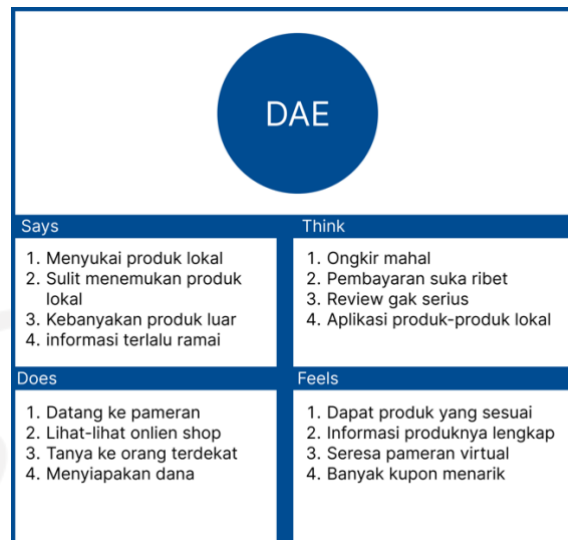 DAE
Says
1. Menyukai produk lokal
2. Sulit menemukan produk
lokal
3. Kebanyakan produk luar
4. informasi terlalu ramai
Think
1. Ongkir mahal
2. Pembayaran suka ribet
3. Review gak serius
4. Aplikasi produk-produk lokal
Does
1. Datang ke pameran
2. Lihat-lihat onlien shop
3. Tanya ke orang terdekat
4. Menyiapakan dana
Feels
1. Dapat produk yang sesuai
2. Informasi produknya lengkap
3. Seresa pameran virtual
4. Banyak kupon menarik